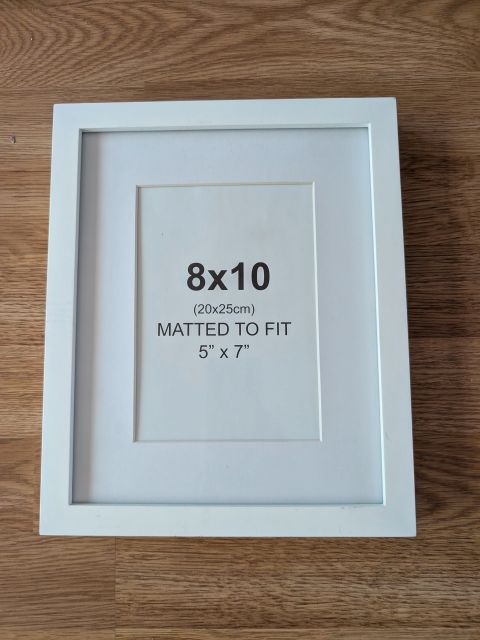 8x10
(20x25cm)
MATTED TO FIT
5” x 7”